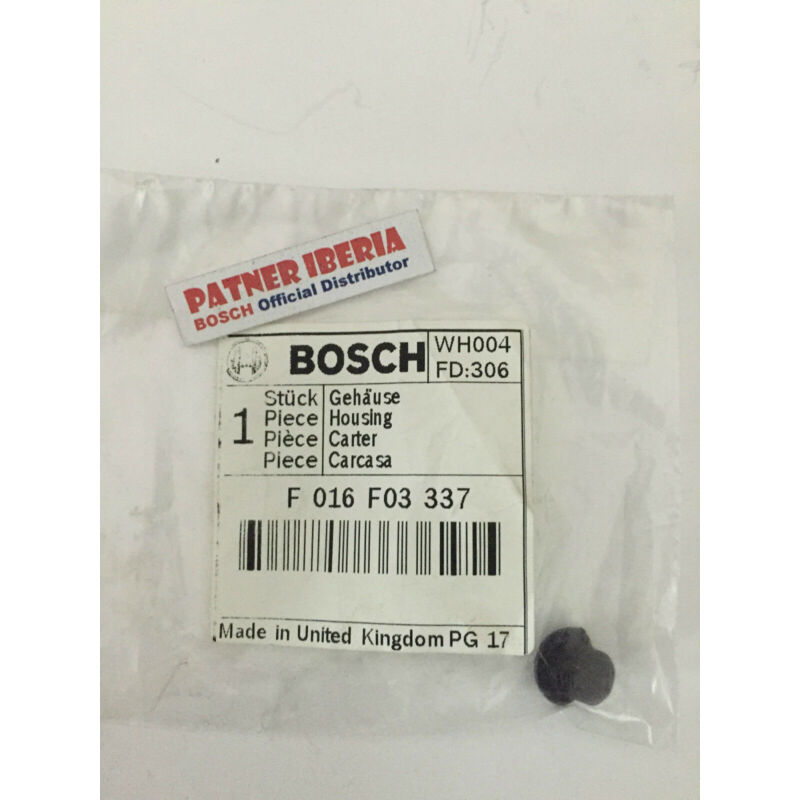 PATNER IBERIA
BOSCH Official Distributor
BOSCH
WH004
FD:306
1
Stück Gehäuse
Piece Housing
Pièce Carter
Piece Carcasa
F 016 F03 337
Made in United Kingdom PG 17